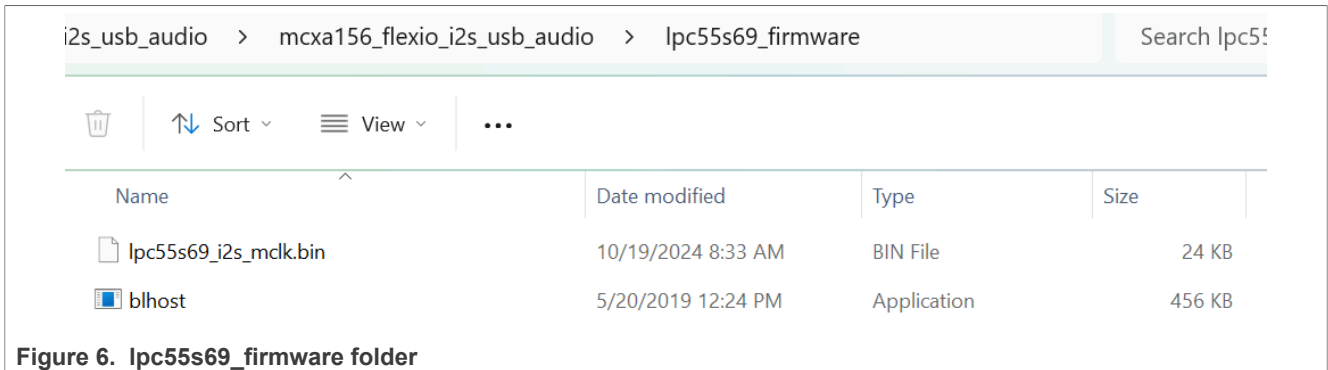 i2s_usb_audio > mcxa156_flexio_i2s_usb_audio > lpc55s69_firmware Search lpc55
Sort View •••
Name Date modified Type Size
lpc55s69_i2s_mclk.bin 10/19/2024 8:33 AM BIN File 24 KB
blhost 5/20/2019 12:24 PM Application 456 KB
Figure 6. lpc55s69_firmware folder